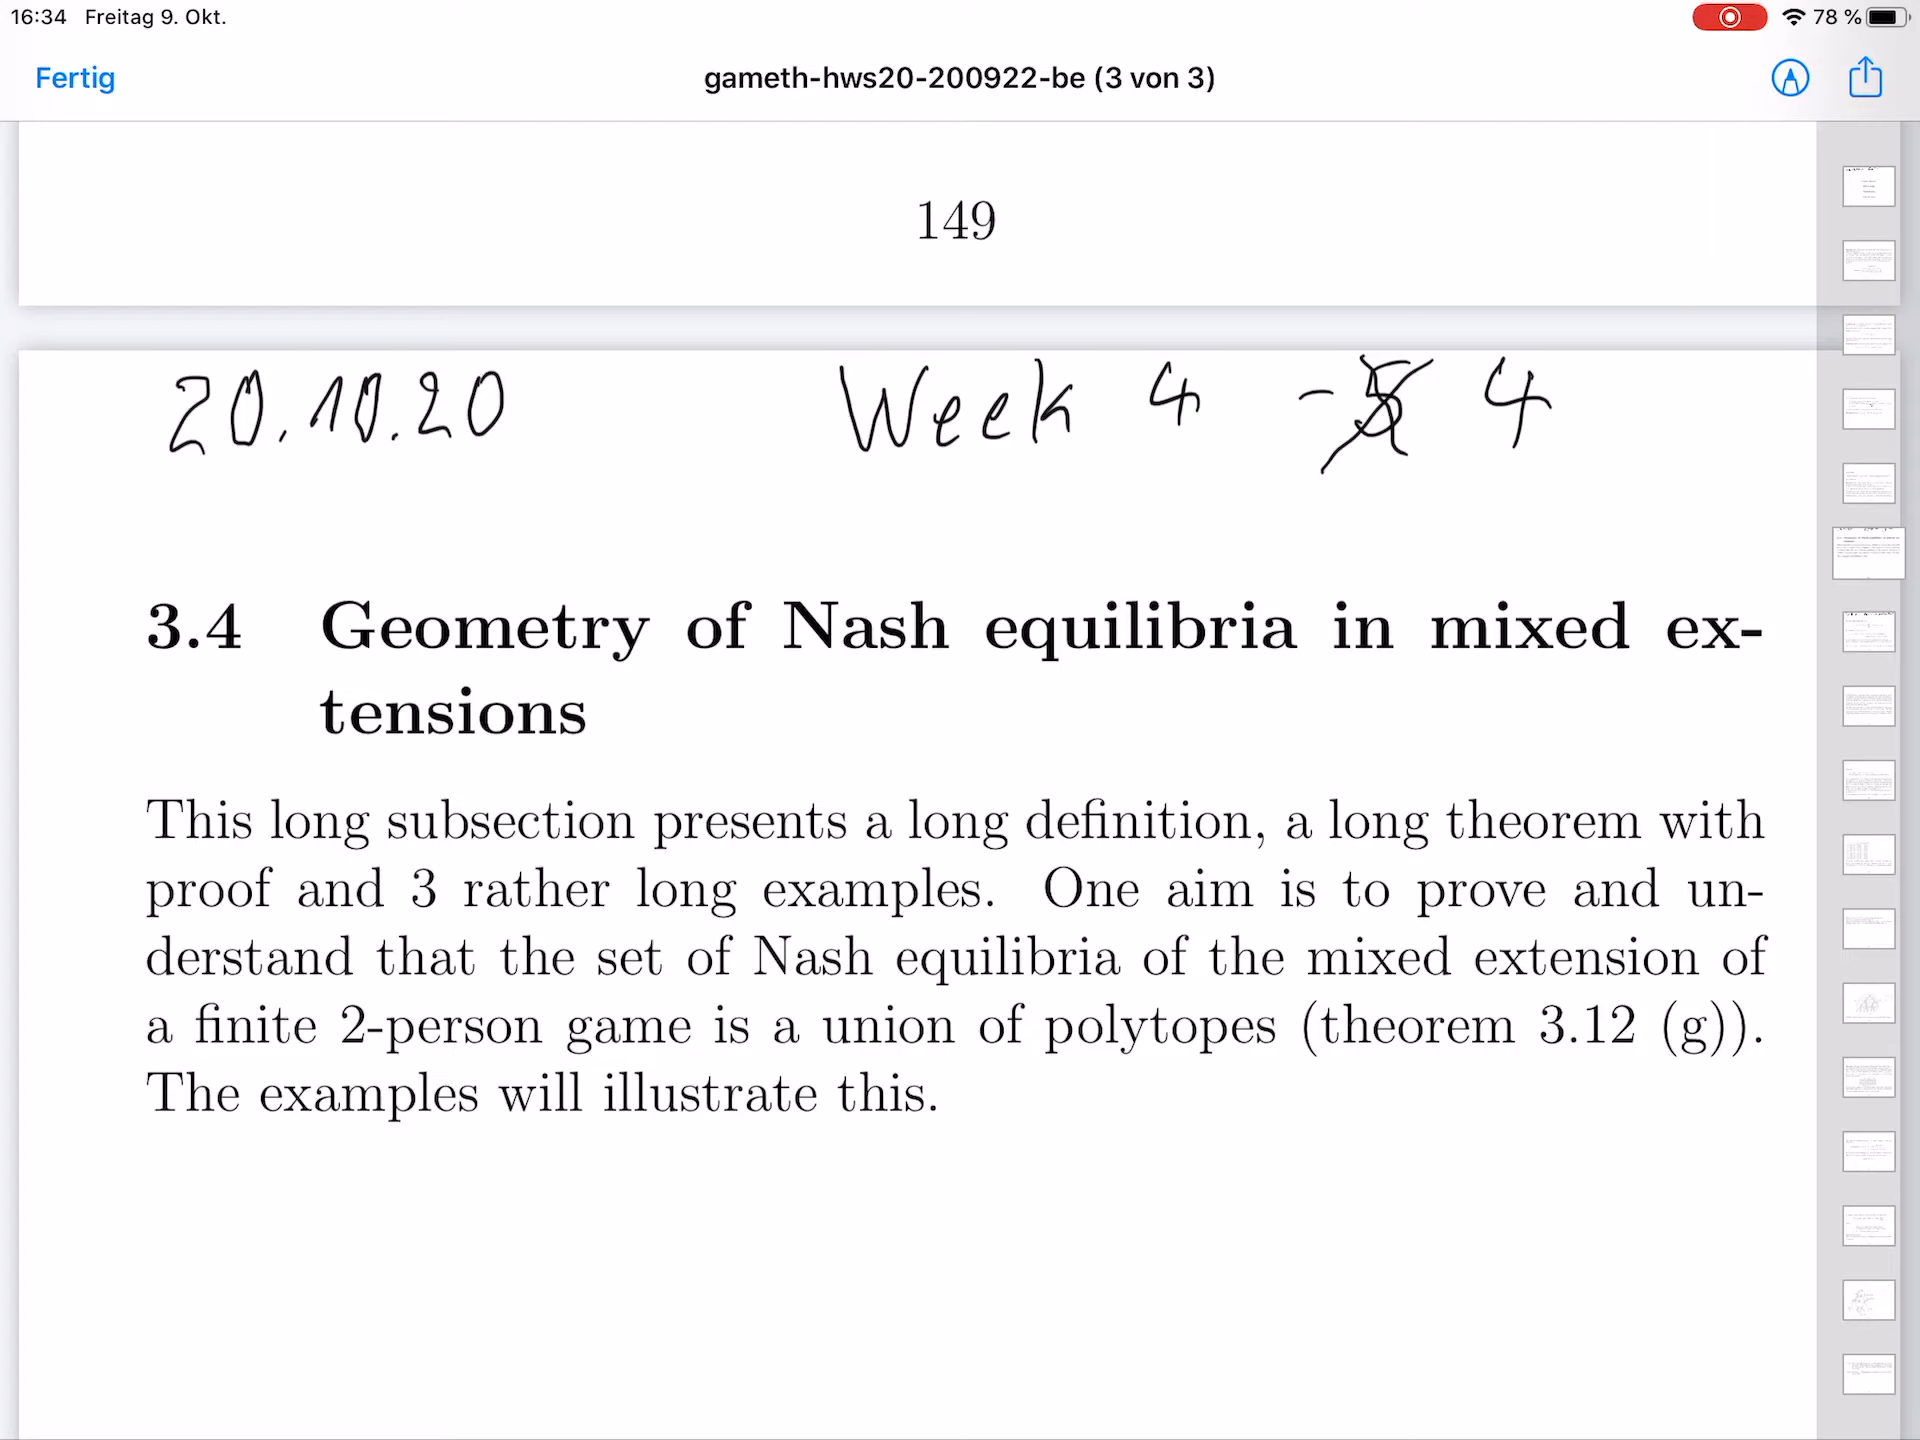 16:34 Freitag 9. Okt. 78 %
Fertig gameth-hws20-200922-be (3 von 3)
149
20.10.20 Week 4 - 4
3.4 Geometry of Nash equilibria in mixed ex-
tensions
This long subsection presents a long definition, a long theorem with
proof and 3 rather long examples. One aim is to prove and un-
derstand that the set of Nash equilibria of the mixed extension of
a finite 2-person game is a union of polytopes (theorem 3.12 (g)).
The examples will illustrate this.